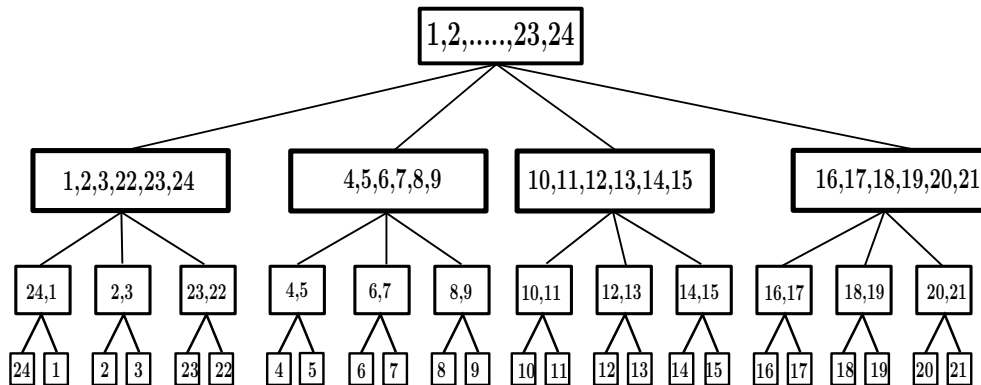 1,2,.....,23,24
1,2,3,22,23,24 4,5,6,7,8,9 10,11,12,13,14,15 16,17,18,19,20,21
24,1 2,3 23,22 4,5 6,7 8,9 10,11 12,13 14,15 16,17 18,19 20,21
24 1 2 3 23 22 4 5 6 7 8 9 10 11 12 13 14 15 16 17 18 19 20 21